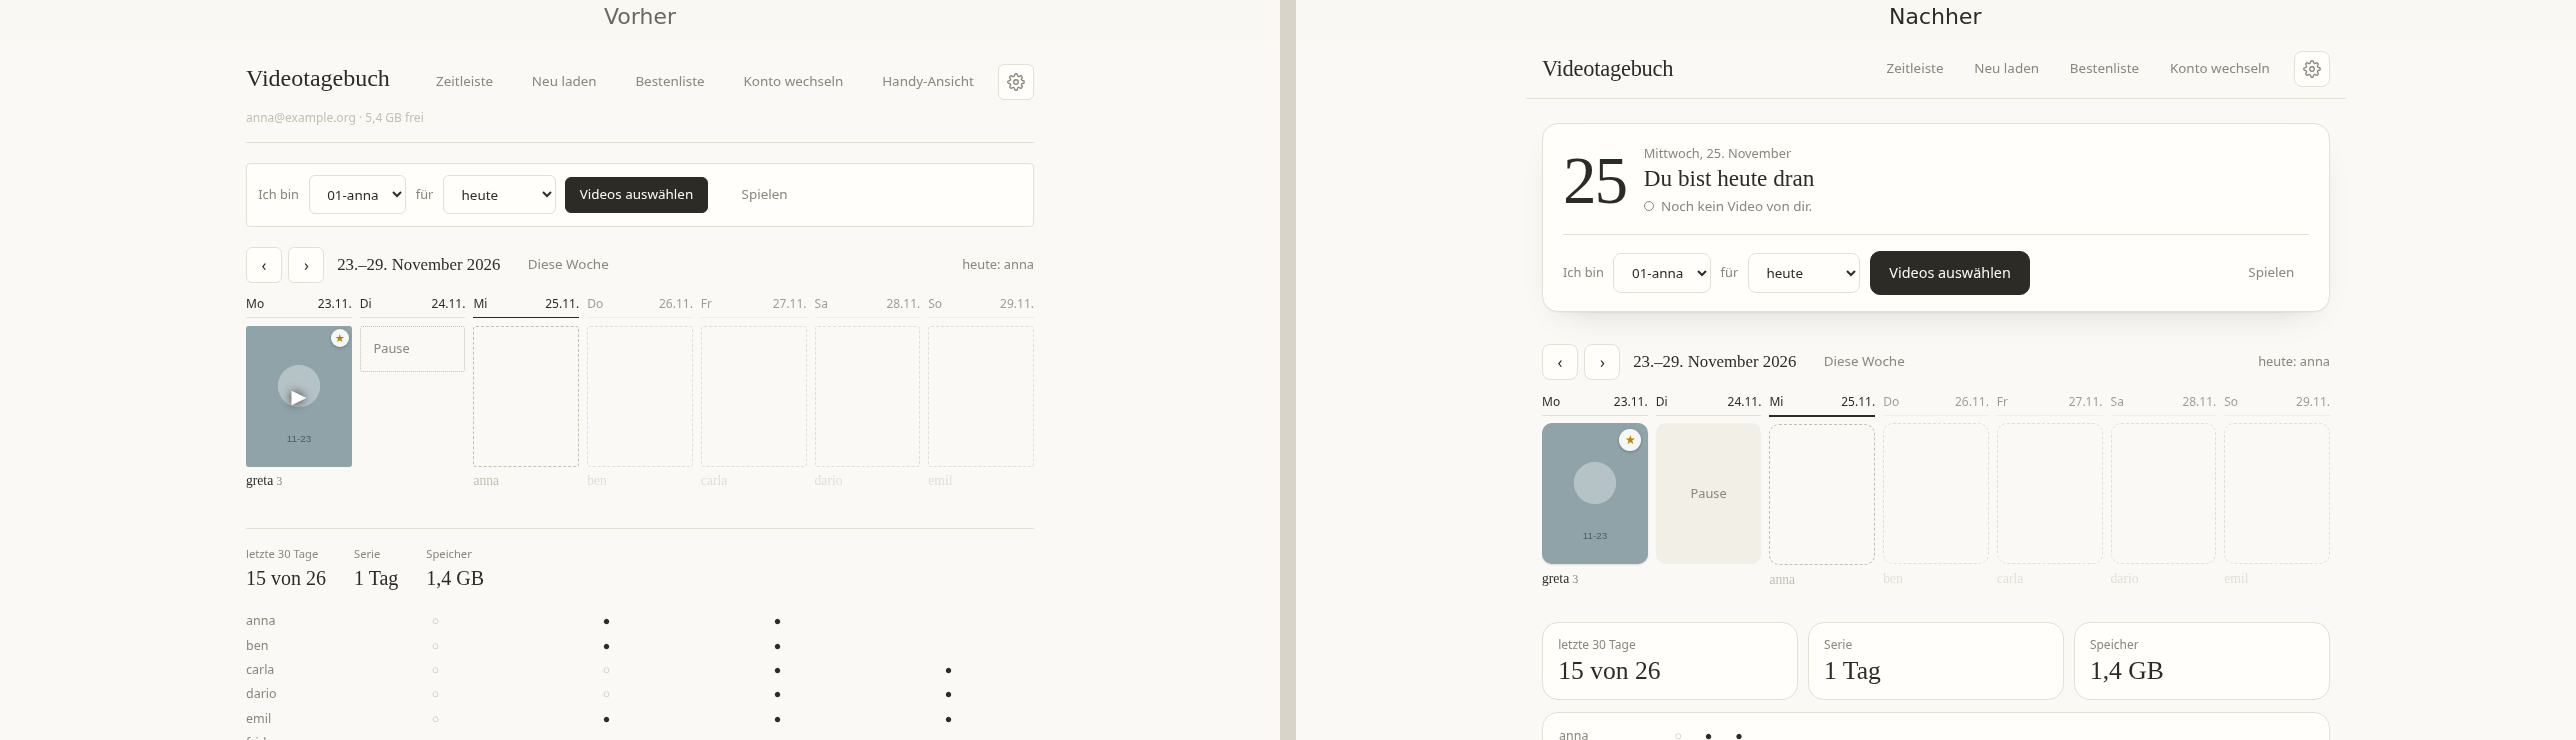 Vorher
Videotagebuch Zeitleiste Neu laden Bestenliste Konto wechseln Handy-Ansicht
anna@example.org · 5,4 GB frei
Ich bin 01-anna für heute Videos auswählen Spielen
‹ › 23.–29. November 2026 Diese Woche heute: anna
Mo 23.11. Di 24.11. Mi 25.11. Do 26.11. Fr 27.11. Sa 28.11. So 29.11.
Pause
11-23
greta 3 anna ben carla dario emil
letzte 30 Tage Serie Speicher
15 von 26 1 Tag 1,4 GB
anna
ben
carla
dario
emil
Nachher
Videotagebuch Zeitleiste Neu laden Bestenliste Konto wechseln
25
Mittwoch, 25. November
Du bist heute dran
Noch kein Video von dir.
Ich bin 01-anna für heute Videos auswählen Spielen
‹ › 23.–29. November 2026 Diese Woche heute: anna
Mo 23.11. Di 24.11. Mi 25.11. Do 26.11. Fr 27.11. Sa 28.11. So 29.11.
Pause
11-23
greta 3 anna ben carla dario emil
letzte 30 Tage Serie Speicher
15 von 26 1 Tag 1,4 GB
anna